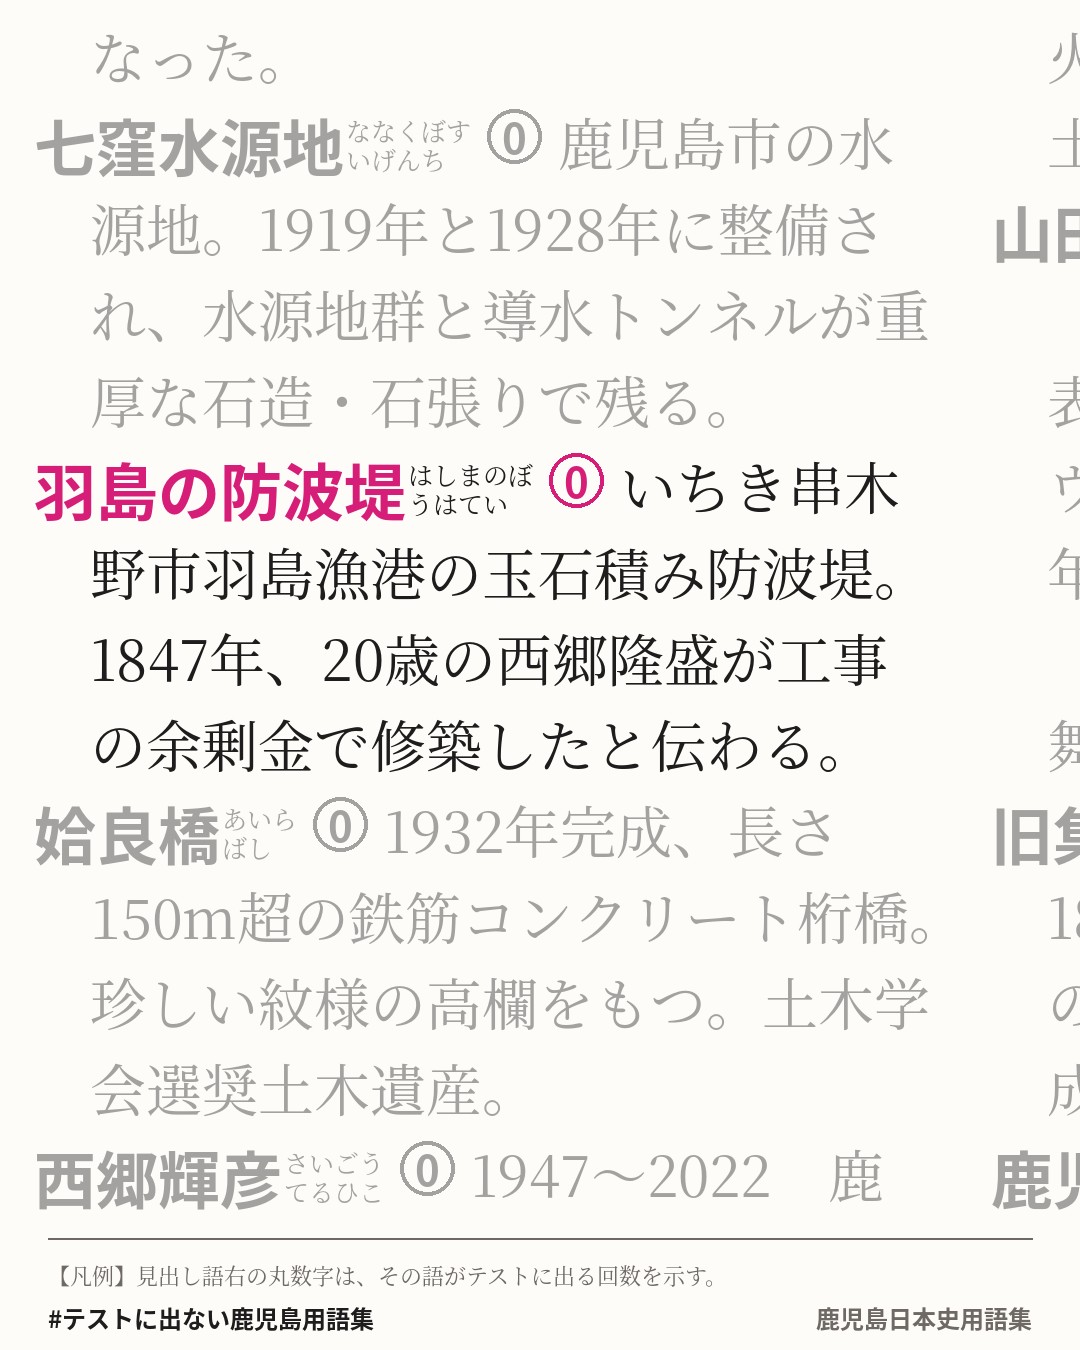 なった。
七窪水源地 ななくぼすいげんち ⓪ 鹿児島市の水
源地。1919年と1928年に整備さ
れ、水源地群と導水トンネルが重
厚な石造・石張りで残る。
羽島の防波堤 はしまのぼうはてい ⓪ いちき串木
野市羽島漁港の玉石積み防波堤。
1847年、20歳の西郷隆盛が工事
の余剰金で修築したと伝わる。
姶良橋 あいらばし ⓪ 1932年完成、長さ
150m超の鉄筋コンクリート桁橋。
珍しい紋様の高欄をもつ。土木学
会選奨土木遺産。
西郷輝彦 さいごうてるひこ ⓪ 1947〜2022 鹿
火
土
山田
表
ウ
年
舞
旧集
18
の
成
鹿児
【凡例】見出し語右の丸数字は、その語がテストに出る回数を示す。
#テストに出ない鹿児島用語集
鹿児島日本史用語集